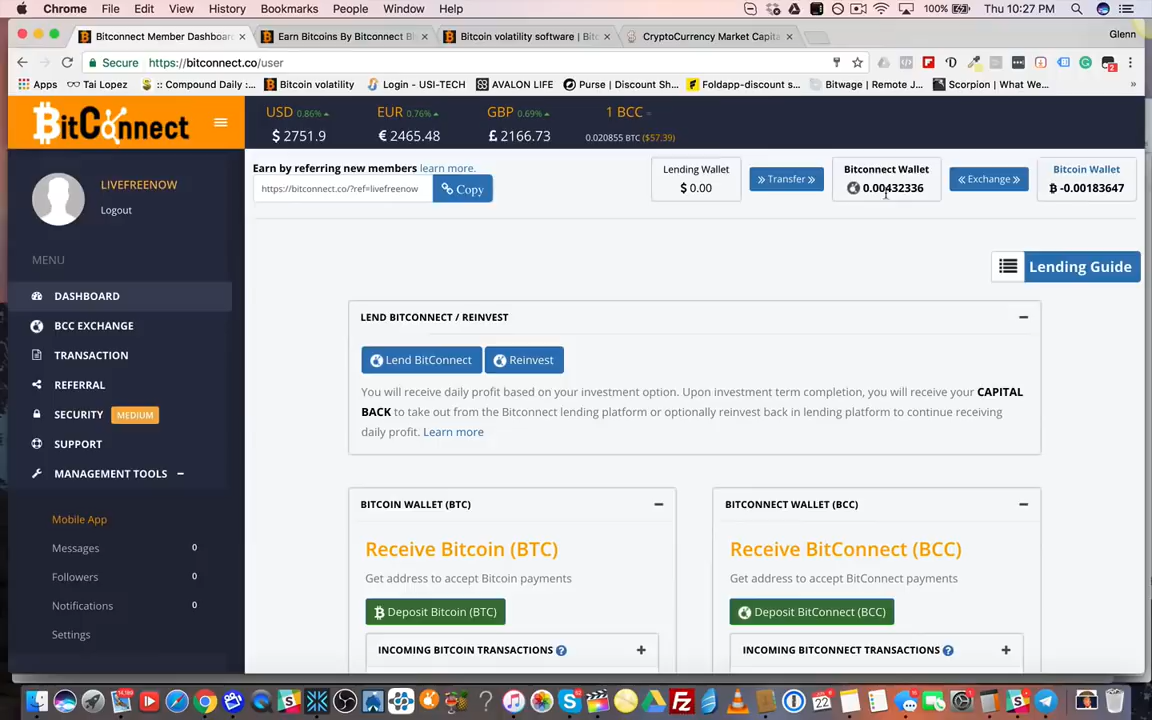 Chrome File Edit View History Bookmarks People Window Help 100% Thu 10:27 PM
Bitconnect Member Dashboar × Earn Bitcoins By Bitconnect Bl × Bitcoin volatility software | Bitc × CryptoCurrency Market Capita × Glenn
Secure https://bitconnect.co/user
Apps Tai Lopez :: Compound Daily :... Bitcoin volatility Login - USI-TECH AVALON LIFE Purse | Discount Sh... Foldapp-discount s... Bitwage | Remote J... Scorpion | What We...
BitConnect
USD 0.86% EUR 0.76% GBP 0.69% 1 BCC =
$ 2751.9 € 2465.48 £ 2166.73 0.020855 BTC ($57.39)
LIVEFREENOW
Logout
MENU
DASHBOARD
BCC EXCHANGE
TRANSACTION
REFERRAL
SECURITY MEDIUM
SUPPORT
MANAGEMENT TOOLS −
Mobile App
Messages 0
Followers 0
Notifications 0
Settings
Earn by referring new members learn more.
https://bitconnect.co/?ref=livefreenow Copy
Lending Wallet
$ 0.00
» Transfer »
Bitconnect Wallet
0.00432336
« Exchange »
Bitcoin Wallet
-0.00183647
Lending Guide
LEND BITCONNECT / REINVEST −
Lend BitConnect Reinvest
You will receive daily profit based on your investment option. Upon investment term completion, you will receive your CAPITAL
BACK to take out from the Bitconnect lending platform or optionally reinvest back in lending platform to continue receiving
daily profit. Learn more
BITCOIN WALLET (BTC) −
Receive Bitcoin (BTC)
Get address to accept Bitcoin payments
Deposit Bitcoin (BTC)
INCOMING BITCOIN TRANSACTIONS ? +
BITCONNECT WALLET (BCC) −
Receive BitConnect (BCC)
Get address to accept BitConnect payments
Deposit BitConnect (BCC)
INCOMING BITCONNECT TRANSACTIONS ? +